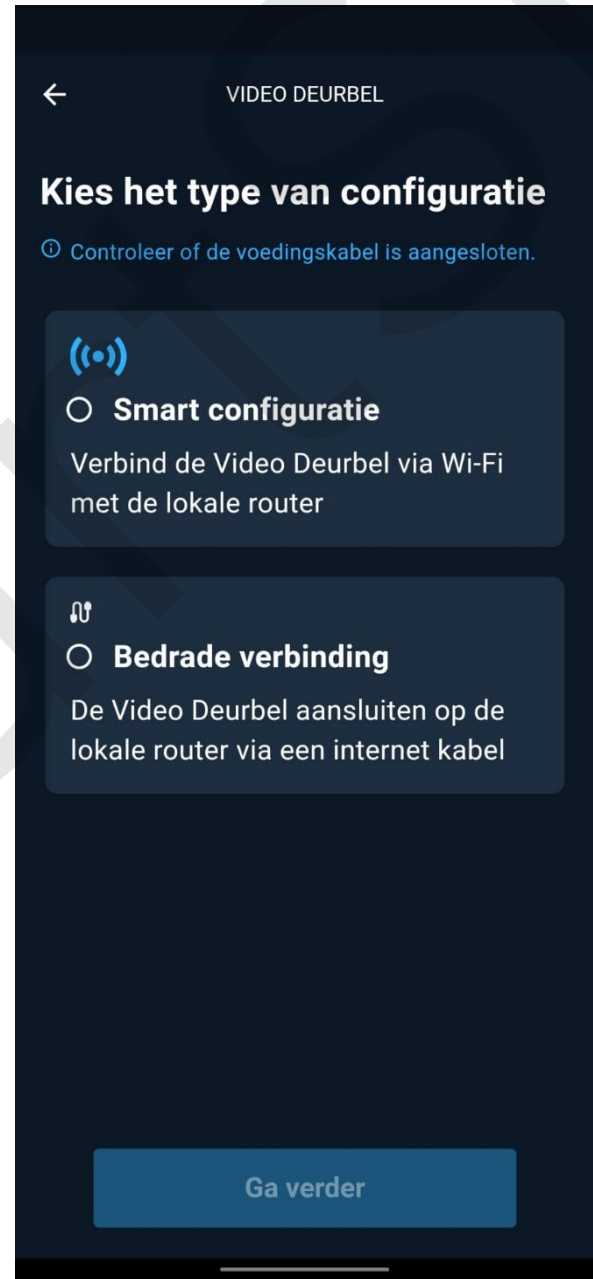 VIDEO DEURBEL
Kies het type van configuratie
Controleer of de voedingskabel is aangesloten.
Smart configuratie
Verbind de Video Deurbel via Wi-Fi
met de lokale router
Bedrade verbinding
De Video Deurbel aansluiten op de
lokale router via een internet kabel
Ga verder